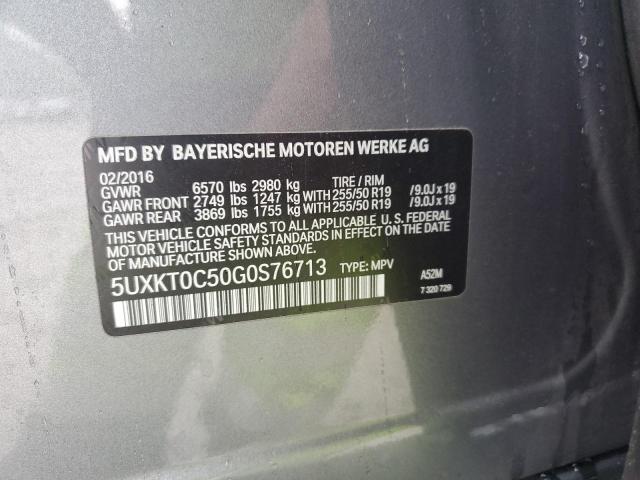 MFD BY BAYERISCHE MOTOREN WERKE AG
02/2016
GVWR 6570 lbs 2980 kg TIRE / RIM
GAWR FRONT 2749 lbs 1247 kg WITH 255/50 R19 /9.0J x 19
GAWR REAR 3869 lbs 1755 kg WITH 255/50 R19 /9.0J x 19
THIS VEHICLE CONFORMS TO ALL APPLICABLE U.S. FEDERAL
MOTOR VEHICLE SAFETY STANDARDS IN EFFECT ON THE DATE
OF MANUFACTURE SHOWN ABOVE.
5UXKT0C50G0S76713 TYPE: MPV A52M
7 320 729